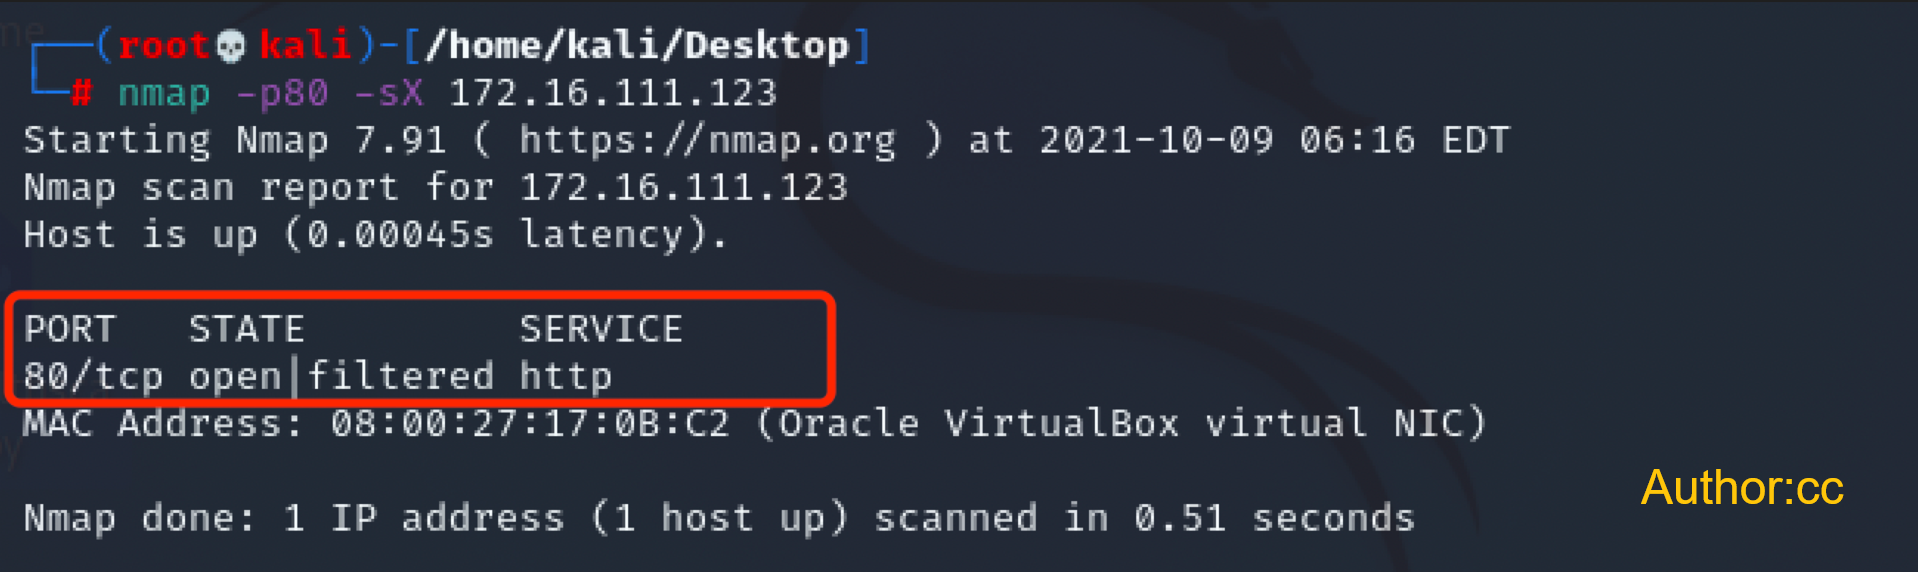 ┌──(root💀kali)-[/home/kali/Desktop]
└─# nmap -p80 -sX 172.16.111.123
Starting Nmap 7.91 ( https://nmap.org ) at 2021-10-09 06:16 EDT
Nmap scan report for 172.16.111.123
Host is up (0.00045s latency).
PORT   STATE         SERVICE
80/tcp open|filtered http
MAC Address: 08:00:27:17:0B:C2 (Oracle VirtualBox virtual NIC)
Author:cc
Nmap done: 1 IP address (1 host up) scanned in 0.51 seconds